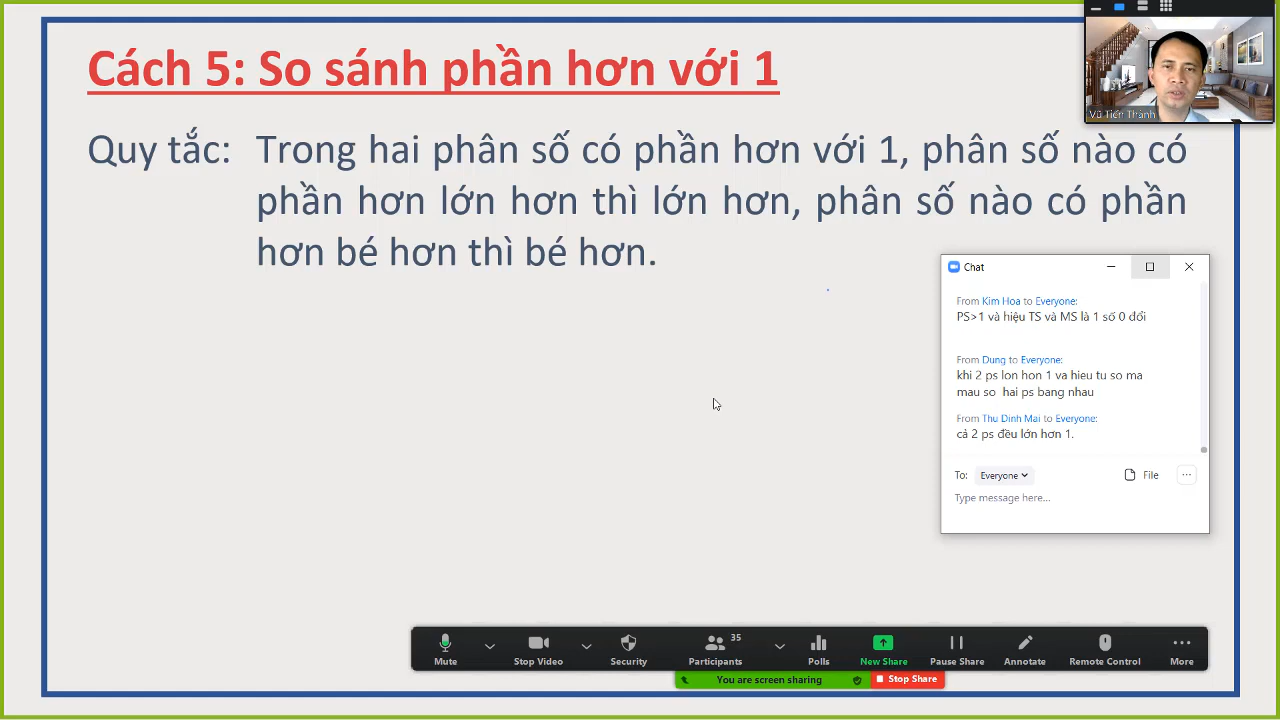 Cách 5: So sánh phần hơn với 1
Vũ Tiến Thành
Quy tắc: Trong hai phân số có phần hơn với 1, phân số nào có
phần hơn lớn hơn thì lớn hơn, phân số nào có phần
hơn bé hơn thì bé hơn.
Chat
From Kim Hoa to Everyone:
PS>1 và hiệu TS và MS là 1 số 0 đổi
From Dung to Everyone:
khi 2 ps lon hon 1 va hieu tu so ma
mau so hai ps bang nhau
From Thu Dinh Mai to Everyone:
cả 2 ps đều lớn hơn 1.
To: Everyone File
Type message here...
35
Mute Stop Video Security Participants Polls New Share Pause Share Annotate Remote Control More
You are screen sharing Stop Share